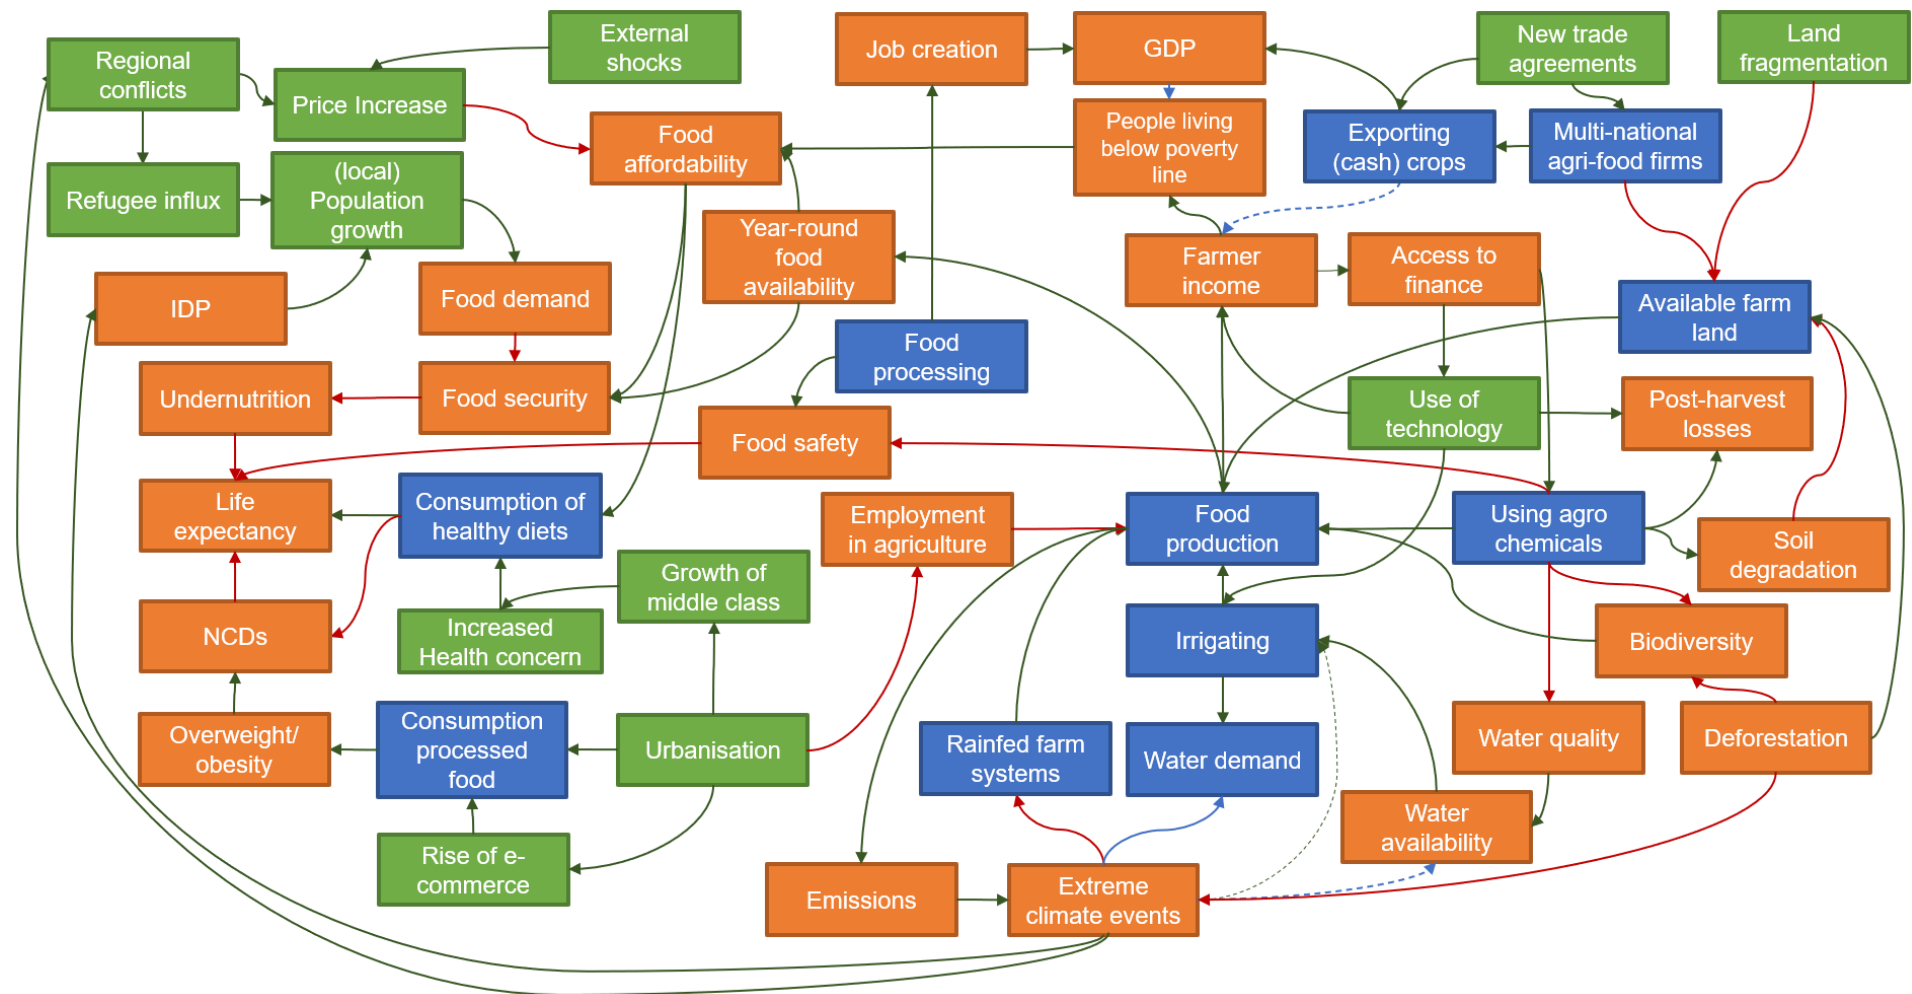 Regional
conflicts
External
shocks
Price Increase
Job creation
GDP
New trade
agreements
Land
fragmentation
Food
affordability
People living
below poverty
line
Exporting
(cash) crops
Multi-national
agri-food firms
Refugee influx
(local)
Population
growth
Year-round
food
availability
Farmer
income
Access to
finance
IDP
Food demand
Available farm
land
Food
processing
Undernutrition
Food security
Food safety
Use of
technology
Post-harvest
losses
Life
expectancy
Consumption of
healthy diets
Employment
in agriculture
Food
production
Using agro
chemicals
Soil
degradation
Growth of
middle class
NCDs
Increased
Health concern
Irrigating
Biodiversity
Overweight/
obesity
Consumption
processed
food
Urbanisation
Rainfed farm
systems
Water demand
Water quality
Deforestation
Water
availability
Rise of e-
commerce
Emissions
Extreme
climate events